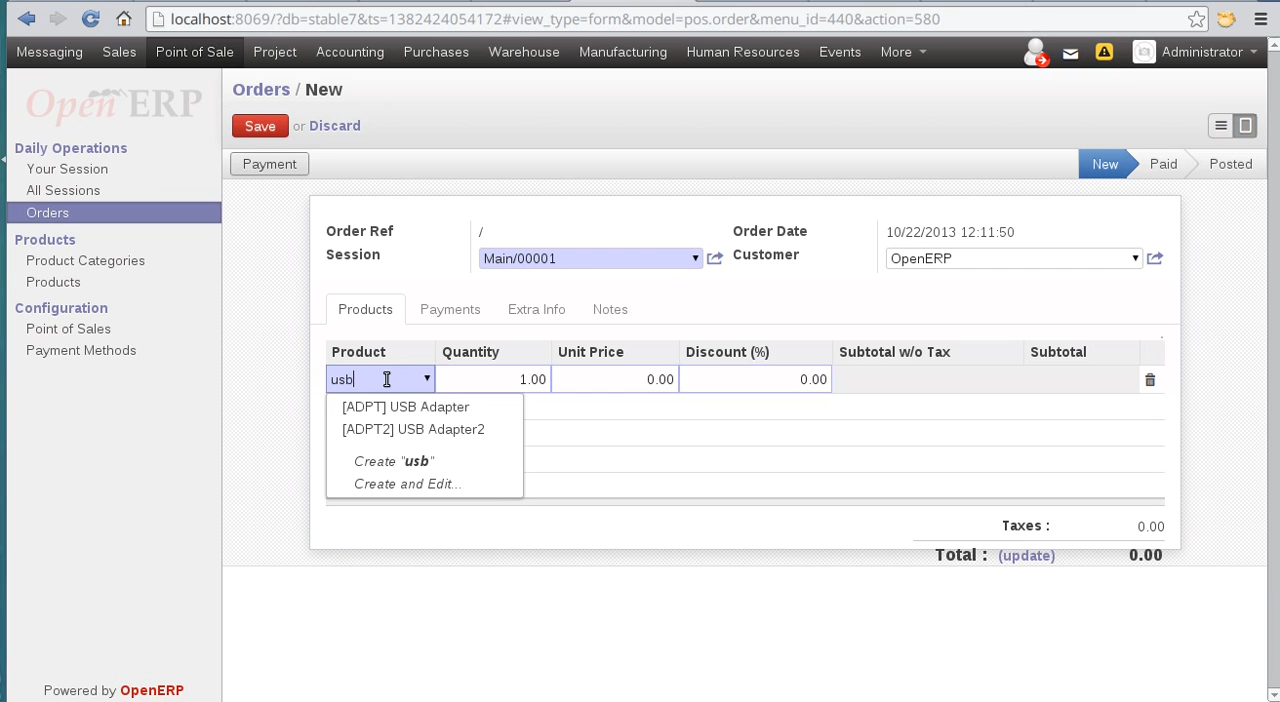 localhost:8069/?db=stable7&ts=1382424054172#view_type=form&model=pos.order&menu_id=440&action=580
Messaging Sales Point of Sale Project Accounting Purchases Warehouse Manufacturing Human Resources Events More Administrator
OpenERP
Orders / New
Save or Discard
Daily Operations
Your Session
All Sessions
Orders
Products
Product Categories
Products
Configuration
Point of Sales
Payment Methods
Payment
New Paid Posted
Order Ref / Order Date 10/22/2013 12:11:50
Session Main/00001 Customer OpenERP
Products Payments Extra Info Notes
Product Quantity Unit Price Discount (%) Subtotal w/o Tax Subtotal
usb 1.00 0.00 0.00
[ADPT] USB Adapter
[ADPT2] USB Adapter2
Create "usb"
Create and Edit...
Taxes : 0.00
Total : (update) 0.00
Powered by OpenERP